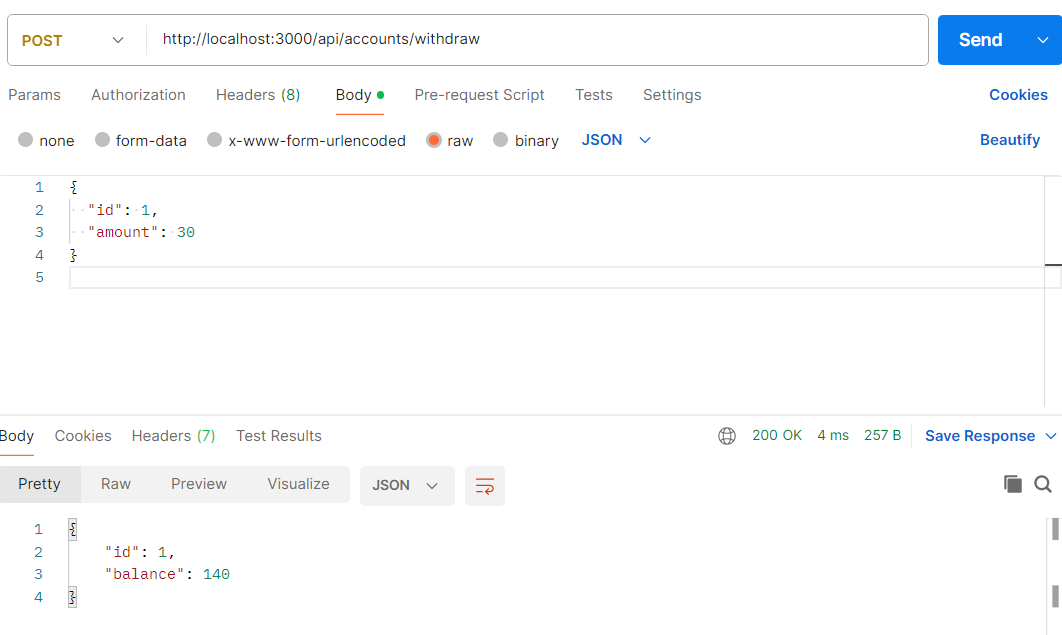 POST http://localhost:3000/api/accounts/withdraw Send
Params Authorization Headers (8) Body Pre-request Script Tests Settings Cookies
none form-data x-www-form-urlencoded raw binary JSON Beautify
1 {
2 "id": 1,
3 "amount": 30
4 }
5
Body Cookies Headers (7) Test Results 200 OK 4 ms 257 B Save Response
Pretty Raw Preview Visualize JSON
1 {
2 "id": 1,
3 "balance": 140
4 }